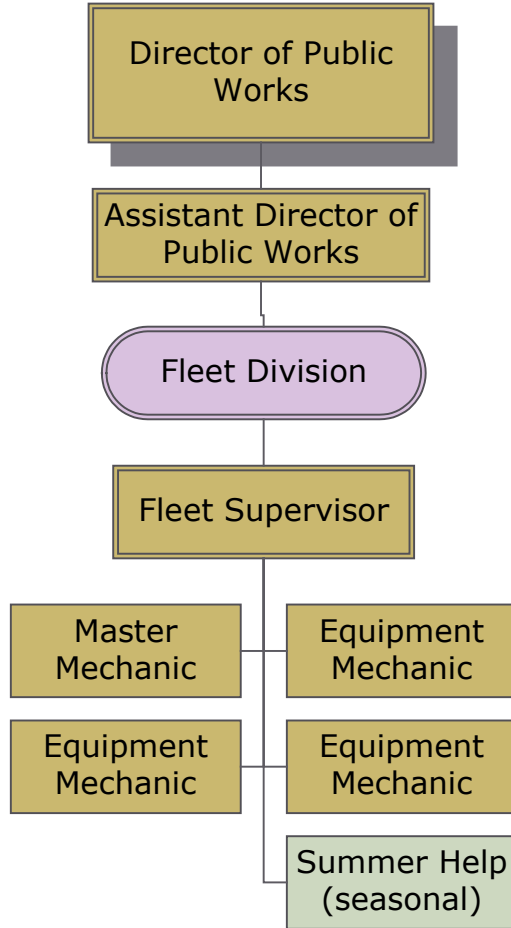 Director of Public
Works
Assistant Director of
Public Works
Fleet Division
Fleet Supervisor
Master
Mechanic
Equipment
Mechanic
Equipment
Mechanic
Equipment
Mechanic
Summer Help
(seasonal)